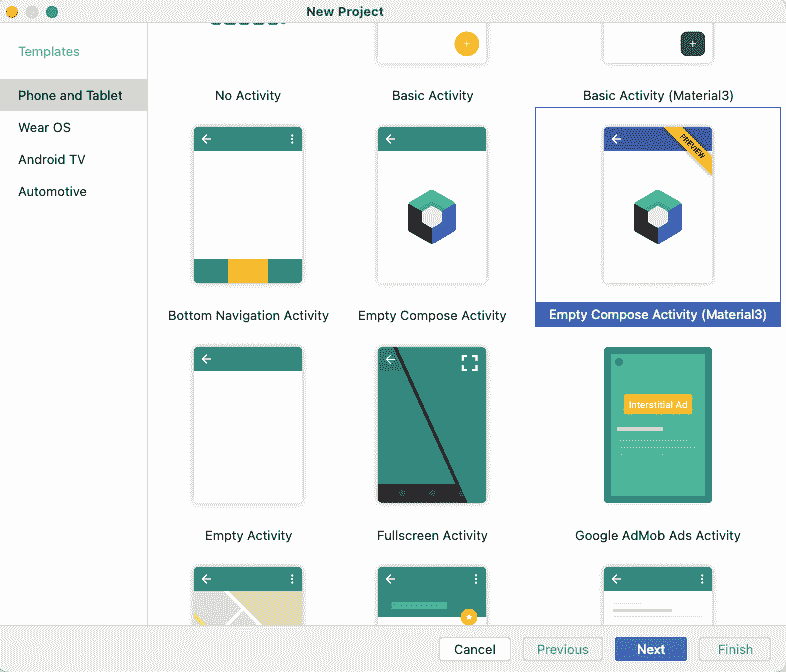 New Project
Templates
Phone and Tablet
Wear OS
Android TV
Automotive
No Activity
Basic Activity
Basic Activity (Material3)
PREVIEW
Bottom Navigation Activity
Empty Compose Activity
Empty Compose Activity (Material3)
Interstitial Ad
Empty Activity
Fullscreen Activity
Google AdMob Ads Activity
Cancel
Previous
Next
Finish